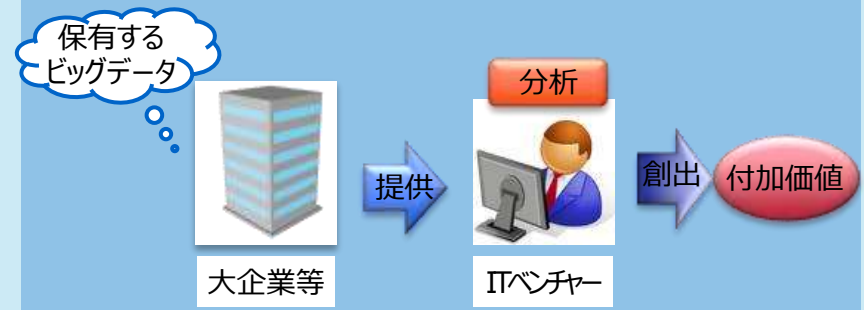 保有する
ビッグデータ
分析
提供
創出
付加価値
大企業等
ITベンチャー